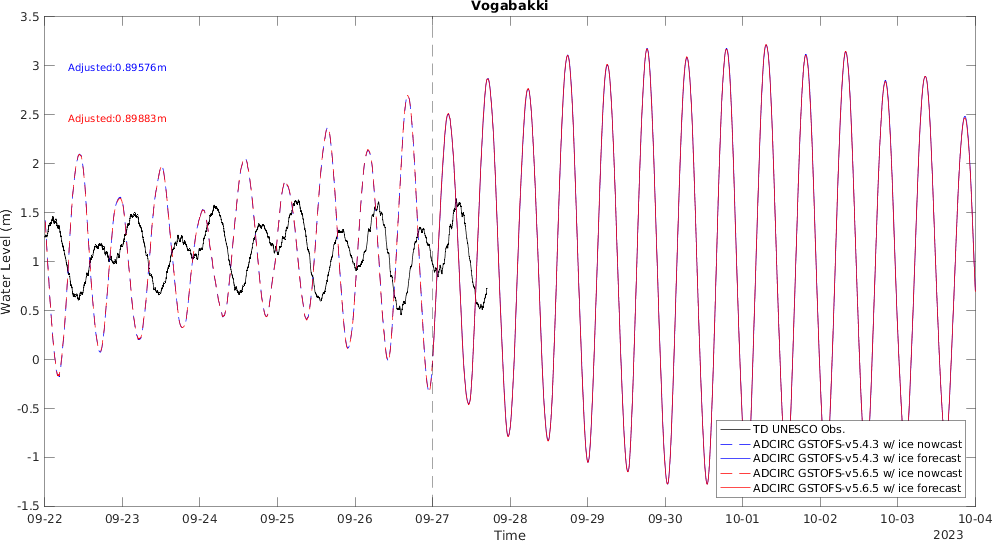 Vogabakki
3.5
3
2.5
2
1.5
1
0.5
0
-0.5
-1
-1.5
Water Level (m)
Adjusted:0.89576m
Adjusted:0.89883m
TD UNESCO Obs.
ADCIRC GSTOFS-v5.4.3 w/ ice nowcast
ADCIRC GSTOFS-v5.4.3 w/ ice forecast
ADCIRC GSTOFS-v5.6.5 w/ ice nowcast
ADCIRC GSTOFS-v5.6.5 w/ ice forecast
09-22 09-23 09-24 09-25 09-26 09-27 09-28 09-29 09-30 10-01 10-02 10-03 10-04
Time
2023